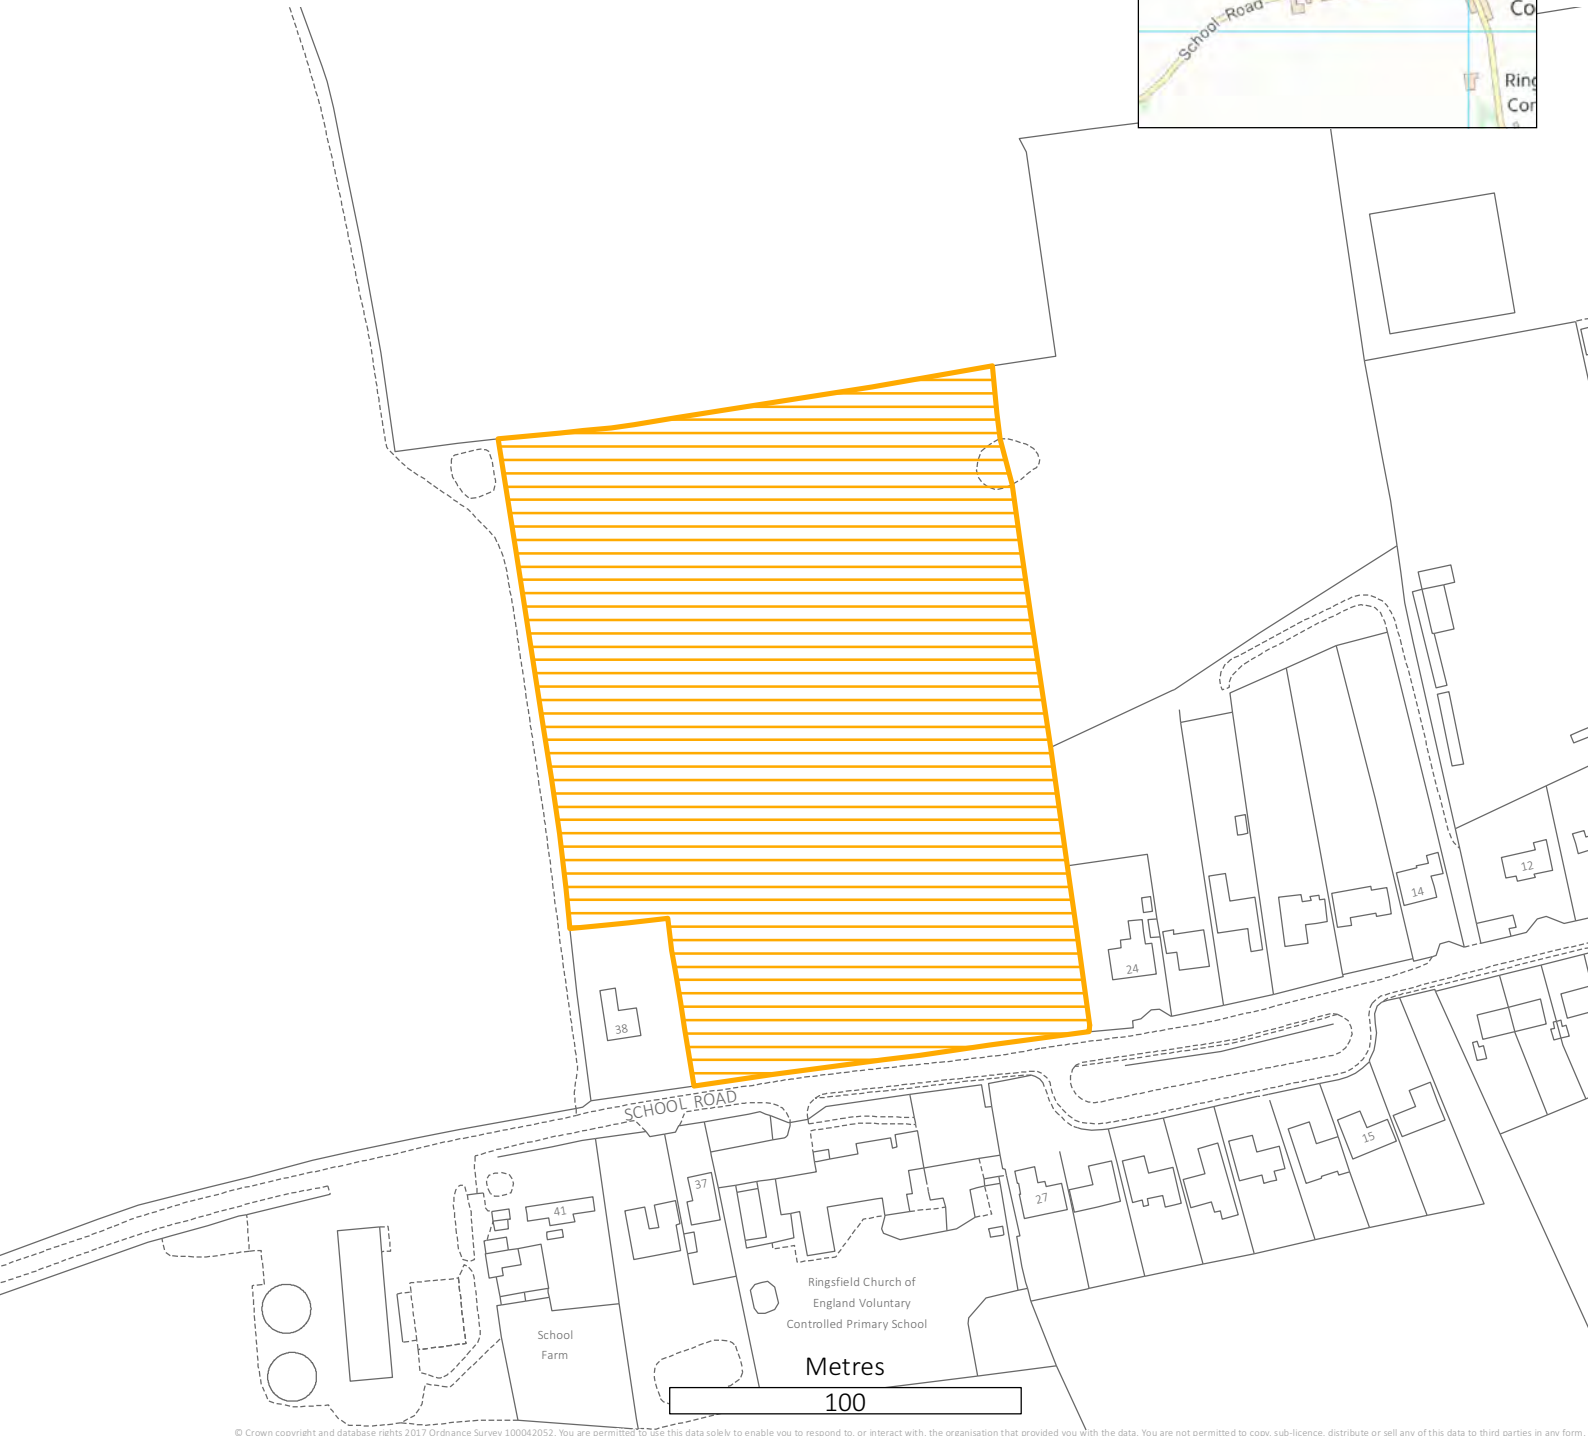 School Road
Co
Ring
Cor
12
14
24
38
SCHOOL ROAD
15
37
27
41
Ringsfield Church of
England Voluntary
Controlled Primary School
School
Farm
Metres
100
© Crown copyright and database rights 2017 Ordnance Survey 100042052. You are permitted to use this data solely to enable you to respond to, or interact with, the organisation that provided you with the data. You are not permitted to copy, sub-licence, distribute or sell any of this data to third parties in any form.